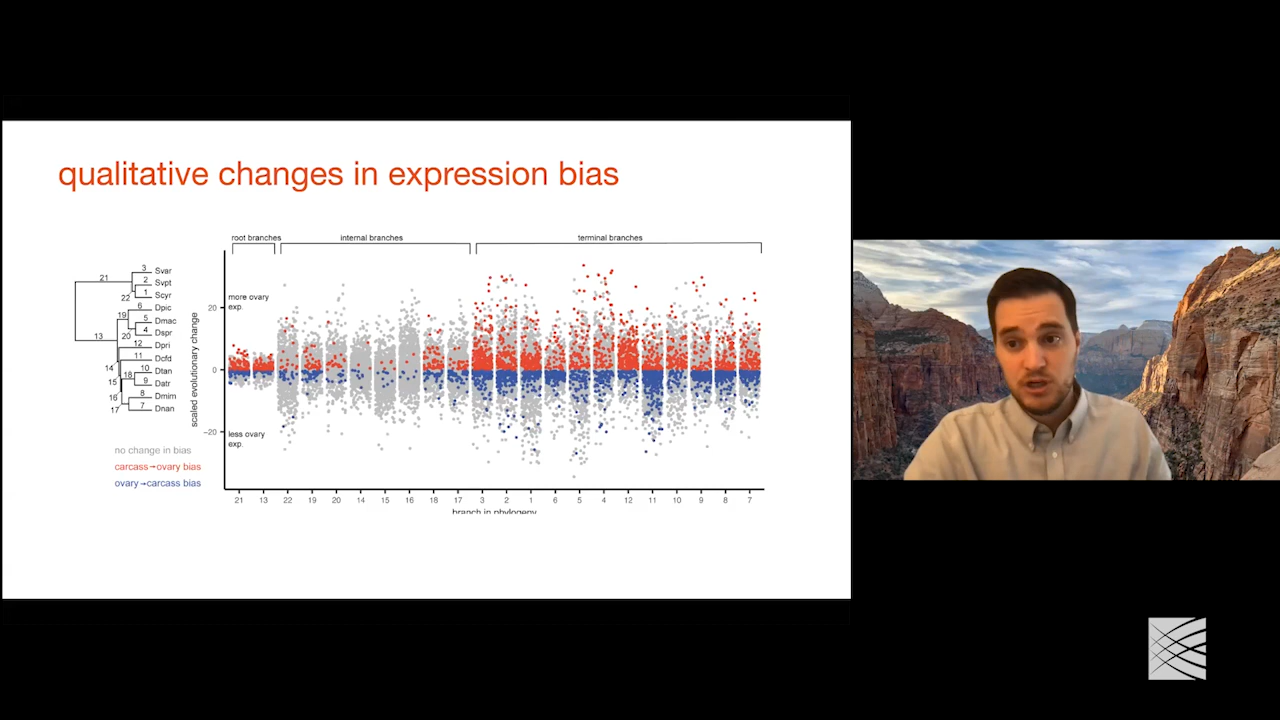 qualitative changes in expression bias
root branches
internal branches
terminal branches
21
13
22
19
20
14
15
16
17
18
3 Svar
2 Svpt
1 Scyr
6 Dpic
5 Dmac
4 Dspr
12 Dpri
11 Dcfd
10 Dtan
9 Datr
8 Dmim
7 Dnan
no change in bias
carcass→ovary bias
ovary→carcass bias
scaled evolutionary change
more ovary
exp.
20
0
−20
less ovary
exp.
21 13 22 19 20 14 15 16 18 17 3 2 1 6 5 4 12 11 10 9 8 7
branch in phylogeny